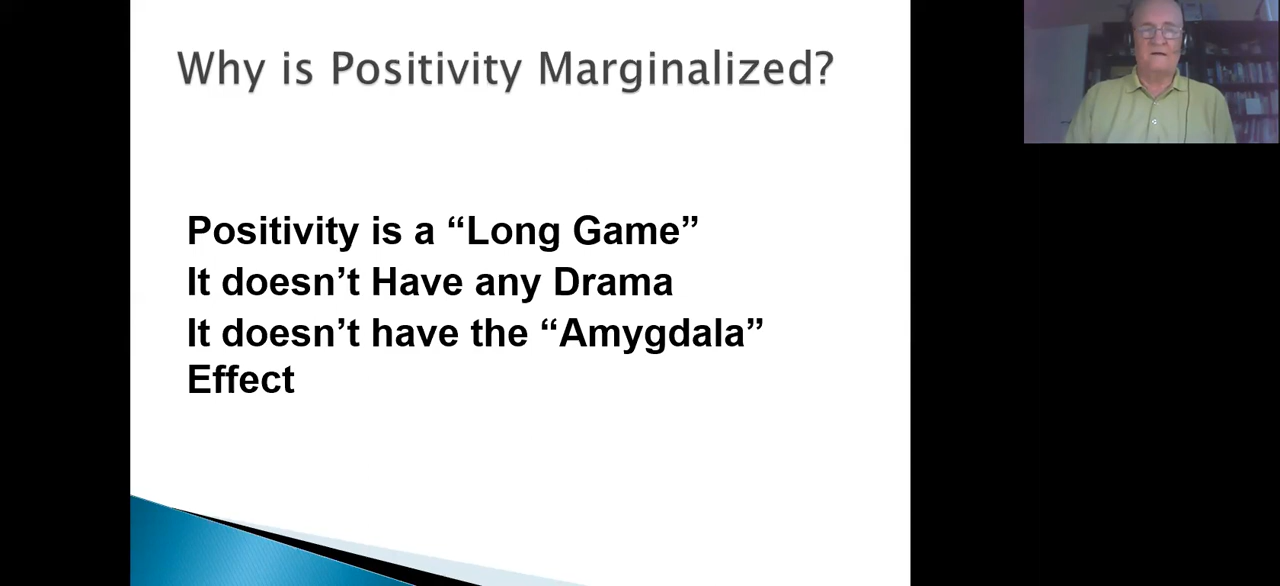 Why is Positivity Marginalized?
Positivity is a “Long Game”
It doesn’t Have any Drama
It doesn’t have the “Amygdala”
Effect